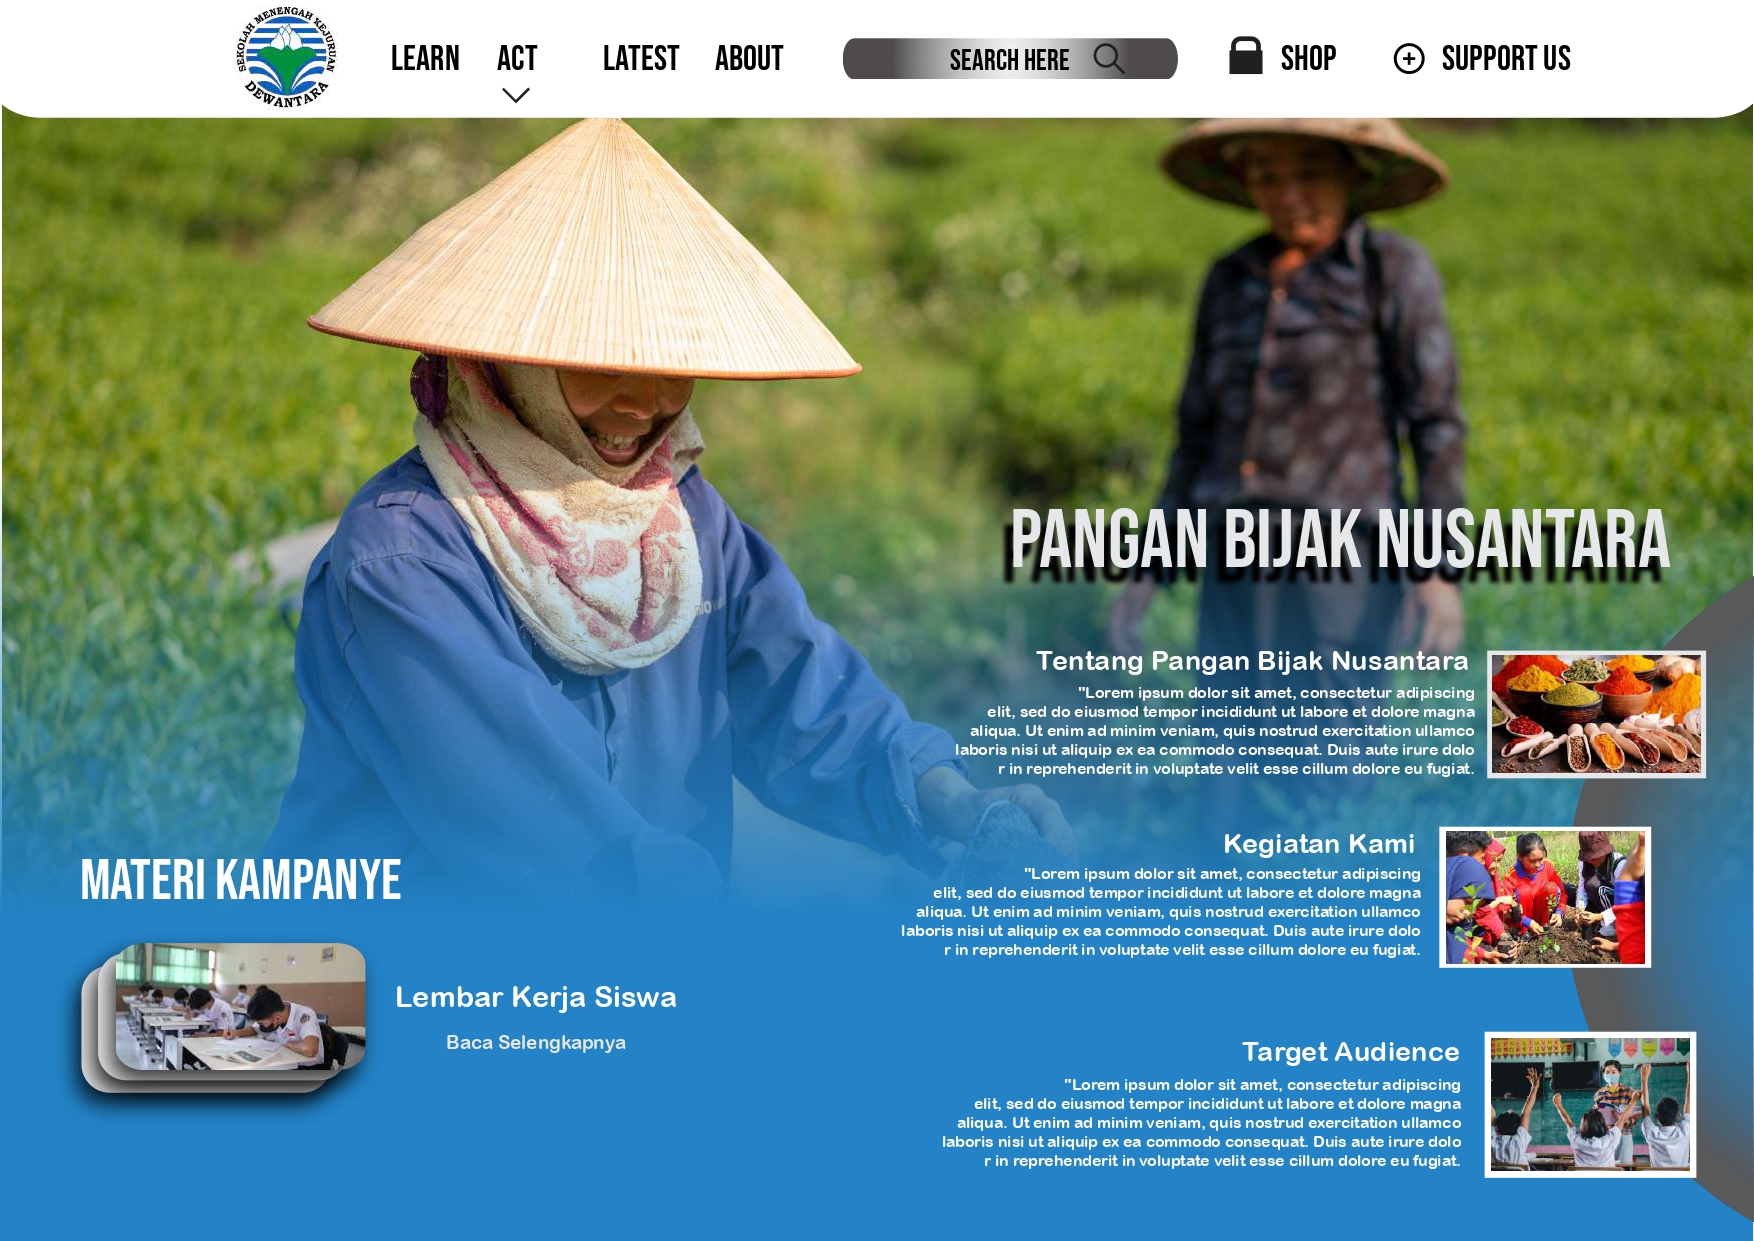 SEKOLAH MENENGAH KEJURUAN
DEWANTARA
LEARN
ACT
LATEST
ABOUT
SEARCH HERE
SHOP
SUPPORT US
PANGAN BIJAK NUSANTARA
Tentang Pangan Bijak Nusantara
"Lorem ipsum dolor sit amet, consectetur adipiscing
elit, sed do eiusmod tempor incididunt ut labore et dolore magna
aliqua. Ut enim ad minim veniam, quis nostrud exercitation ullamco
laboris nisi ut aliquip ex ea commodo consequat. Duis aute irure dolo
r in reprehenderit in voluptate velit esse cillum dolore eu fugiat.
Kegiatan Kami
"Lorem ipsum dolor sit amet, consectetur adipiscing
elit, sed do eiusmod tempor incididunt ut labore et dolore magna
aliqua. Ut enim ad minim veniam, quis nostrud exercitation ullamco
laboris nisi ut aliquip ex ea commodo consequat. Duis aute irure dolo
r in reprehenderit in voluptate velit esse cillum dolore eu fugiat.
MATERI KAMPANYE
Lembar Kerja Siswa
Baca Selengkapnya
Target Audience
"Lorem ipsum dolor sit amet, consectetur adipiscing
elit, sed do eiusmod tempor incididunt ut labore et dolore magna
aliqua. Ut enim ad minim veniam, quis nostrud exercitation ullamco
laboris nisi ut aliquip ex ea commodo consequat. Duis aute irure dolo
r in reprehenderit in voluptate velit esse cillum dolore eu fugiat.